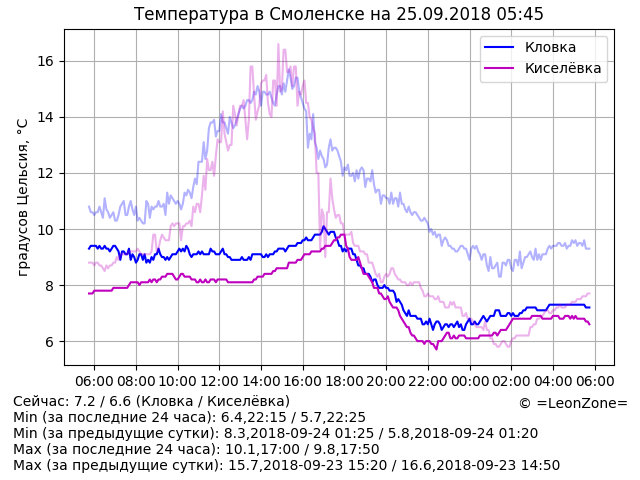 Температура в Смоленске на 25.09.2018 05:45
градусов Цельсия, °C
16
14
12
10
8
6
Кловка
Киселёвка
06:00 08:00 10:00 12:00 14:00 16:00 18:00 20:00 22:00 00:00 02:00 04:00 06:00
Сейчас: 7.2 / 6.6 (Кловка / Киселёвка)
© =LeonZone=
Min (за последние 24 часа): 6.4,22:15 / 5.7,22:25
Min (за предыдущие сутки): 8.3,2018-09-24 01:25 / 5.8,2018-09-24 01:20
Max (за последние 24 часа): 10.1,17:00 / 9.8,17:50
Max (за предыдущие сутки): 15.7,2018-09-23 15:20 / 16.6,2018-09-23 14:50